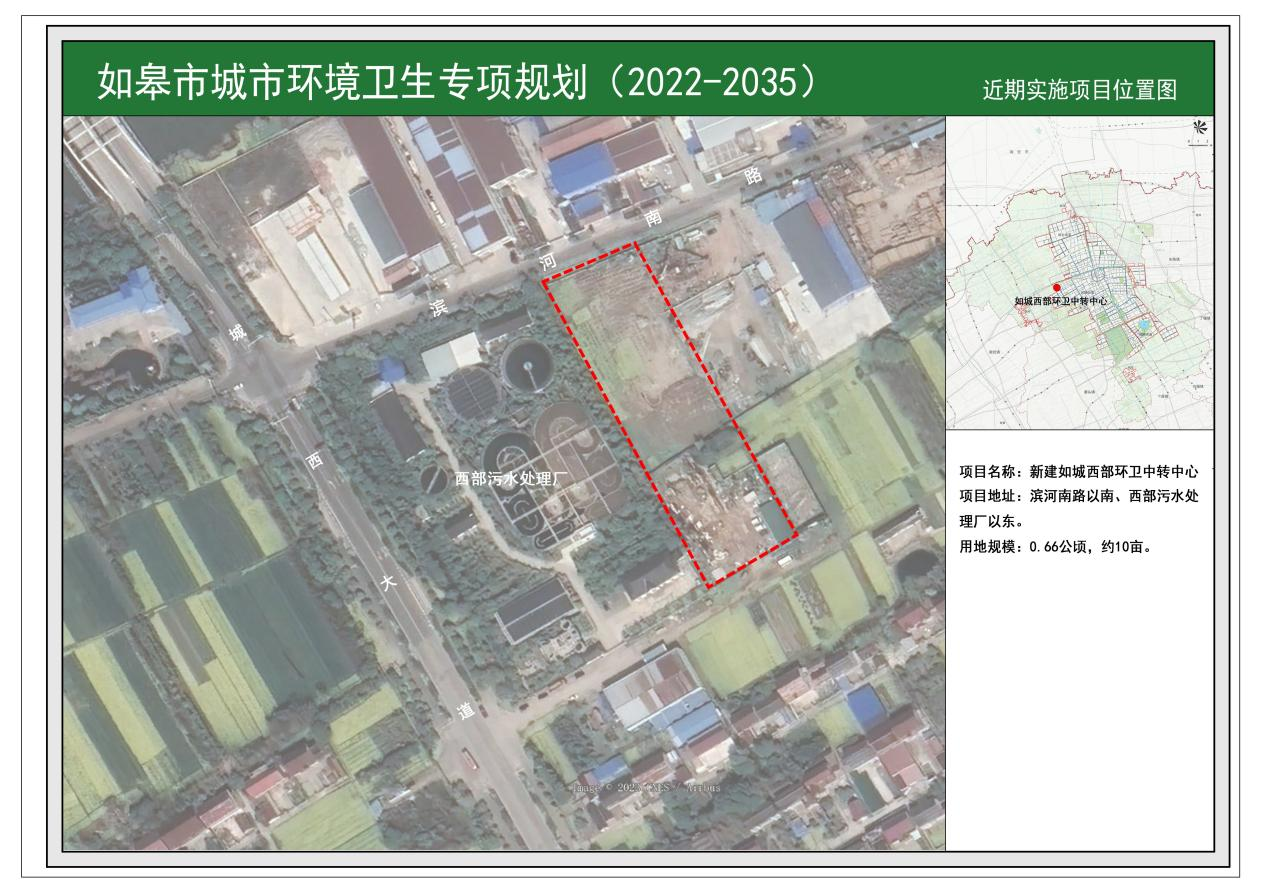 如皋市城市环境卫生专项规划（2022-2035）
近期实施项目位置图
滨河南路
城西大道
西部污水处理厂
Image © 2023 CNES / Airbus
如城西部环卫中转中心
项目名称：新建如城西部环卫中转中心
项目地址：滨河南路以南、西部污水处
理厂以东。
用地规模：0.66公顷，约10亩。